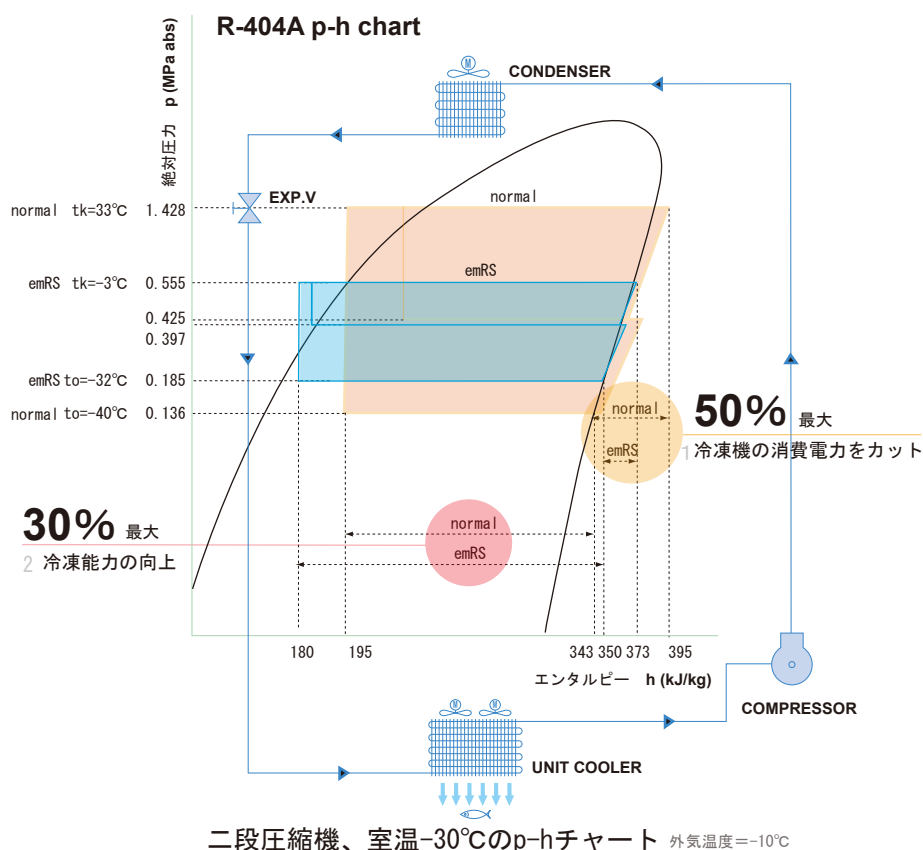 R-404A p-h chart
絶対圧力 p (MPa abs)
M
CONDENSER
EXP.V
normal tk=33℃ 1.428
normal
emRS tk=-3℃ 0.555
emRS
0.425
0.397
emRS to=-32℃ 0.185
normal to=-40℃ 0.136
normal
emRS
50% 最大
1 冷凍機の消費電力をカット
30% 最大
2 冷凍能力の向上
normal
emRS
180 195 343 350 373 395
エンタルピー h (kJ/kg)
COMPRESSOR
M M
UNIT COOLER
二段圧縮機、室温-30℃のp-hチャート 外気温度=-10℃